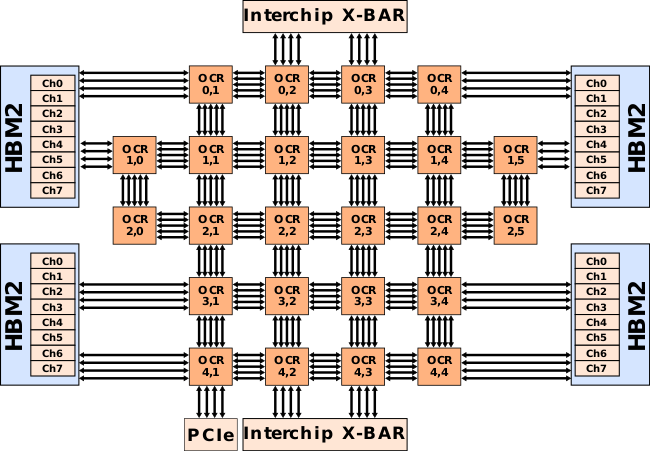 Interchip X-BAR
HBM2
Ch0
Ch1
Ch2
Ch3
Ch4
Ch5
Ch6
Ch7
OCR
0,1
OCR
0,2
OCR
0,3
OCR
0,4
HBM2
Ch0
Ch1
Ch2
Ch3
Ch4
Ch5
Ch6
Ch7
OCR
1,0
OCR
1,1
OCR
1,2
OCR
1,3
OCR
1,4
OCR
1,5
OCR
2,0
OCR
2,1
OCR
2,2
OCR
2,3
OCR
2,4
OCR
2,5
HBM2
Ch0
Ch1
Ch2
Ch3
Ch4
Ch5
Ch6
Ch7
OCR
3,1
OCR
3,2
OCR
3,3
OCR
3,4
HBM2
Ch0
Ch1
Ch2
Ch3
Ch4
Ch5
Ch6
Ch7
OCR
4,1
OCR
4,2
OCR
4,3
OCR
4,4
PCIe
Interchip X-BAR